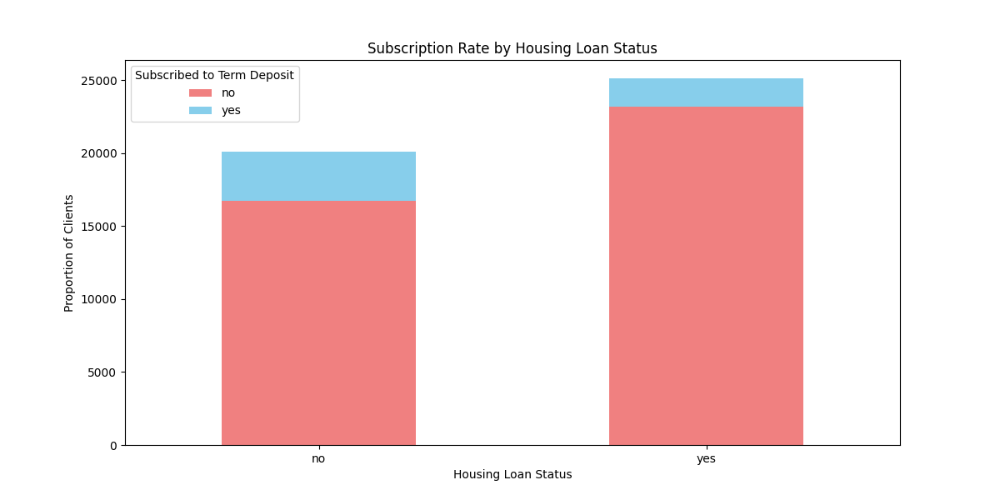 Subscription Rate by Housing Loan Status
Subscribed to Term Deposit
no
yes
Proportion of Clients
25000
20000
15000
10000
5000
0
no
yes
Housing Loan Status